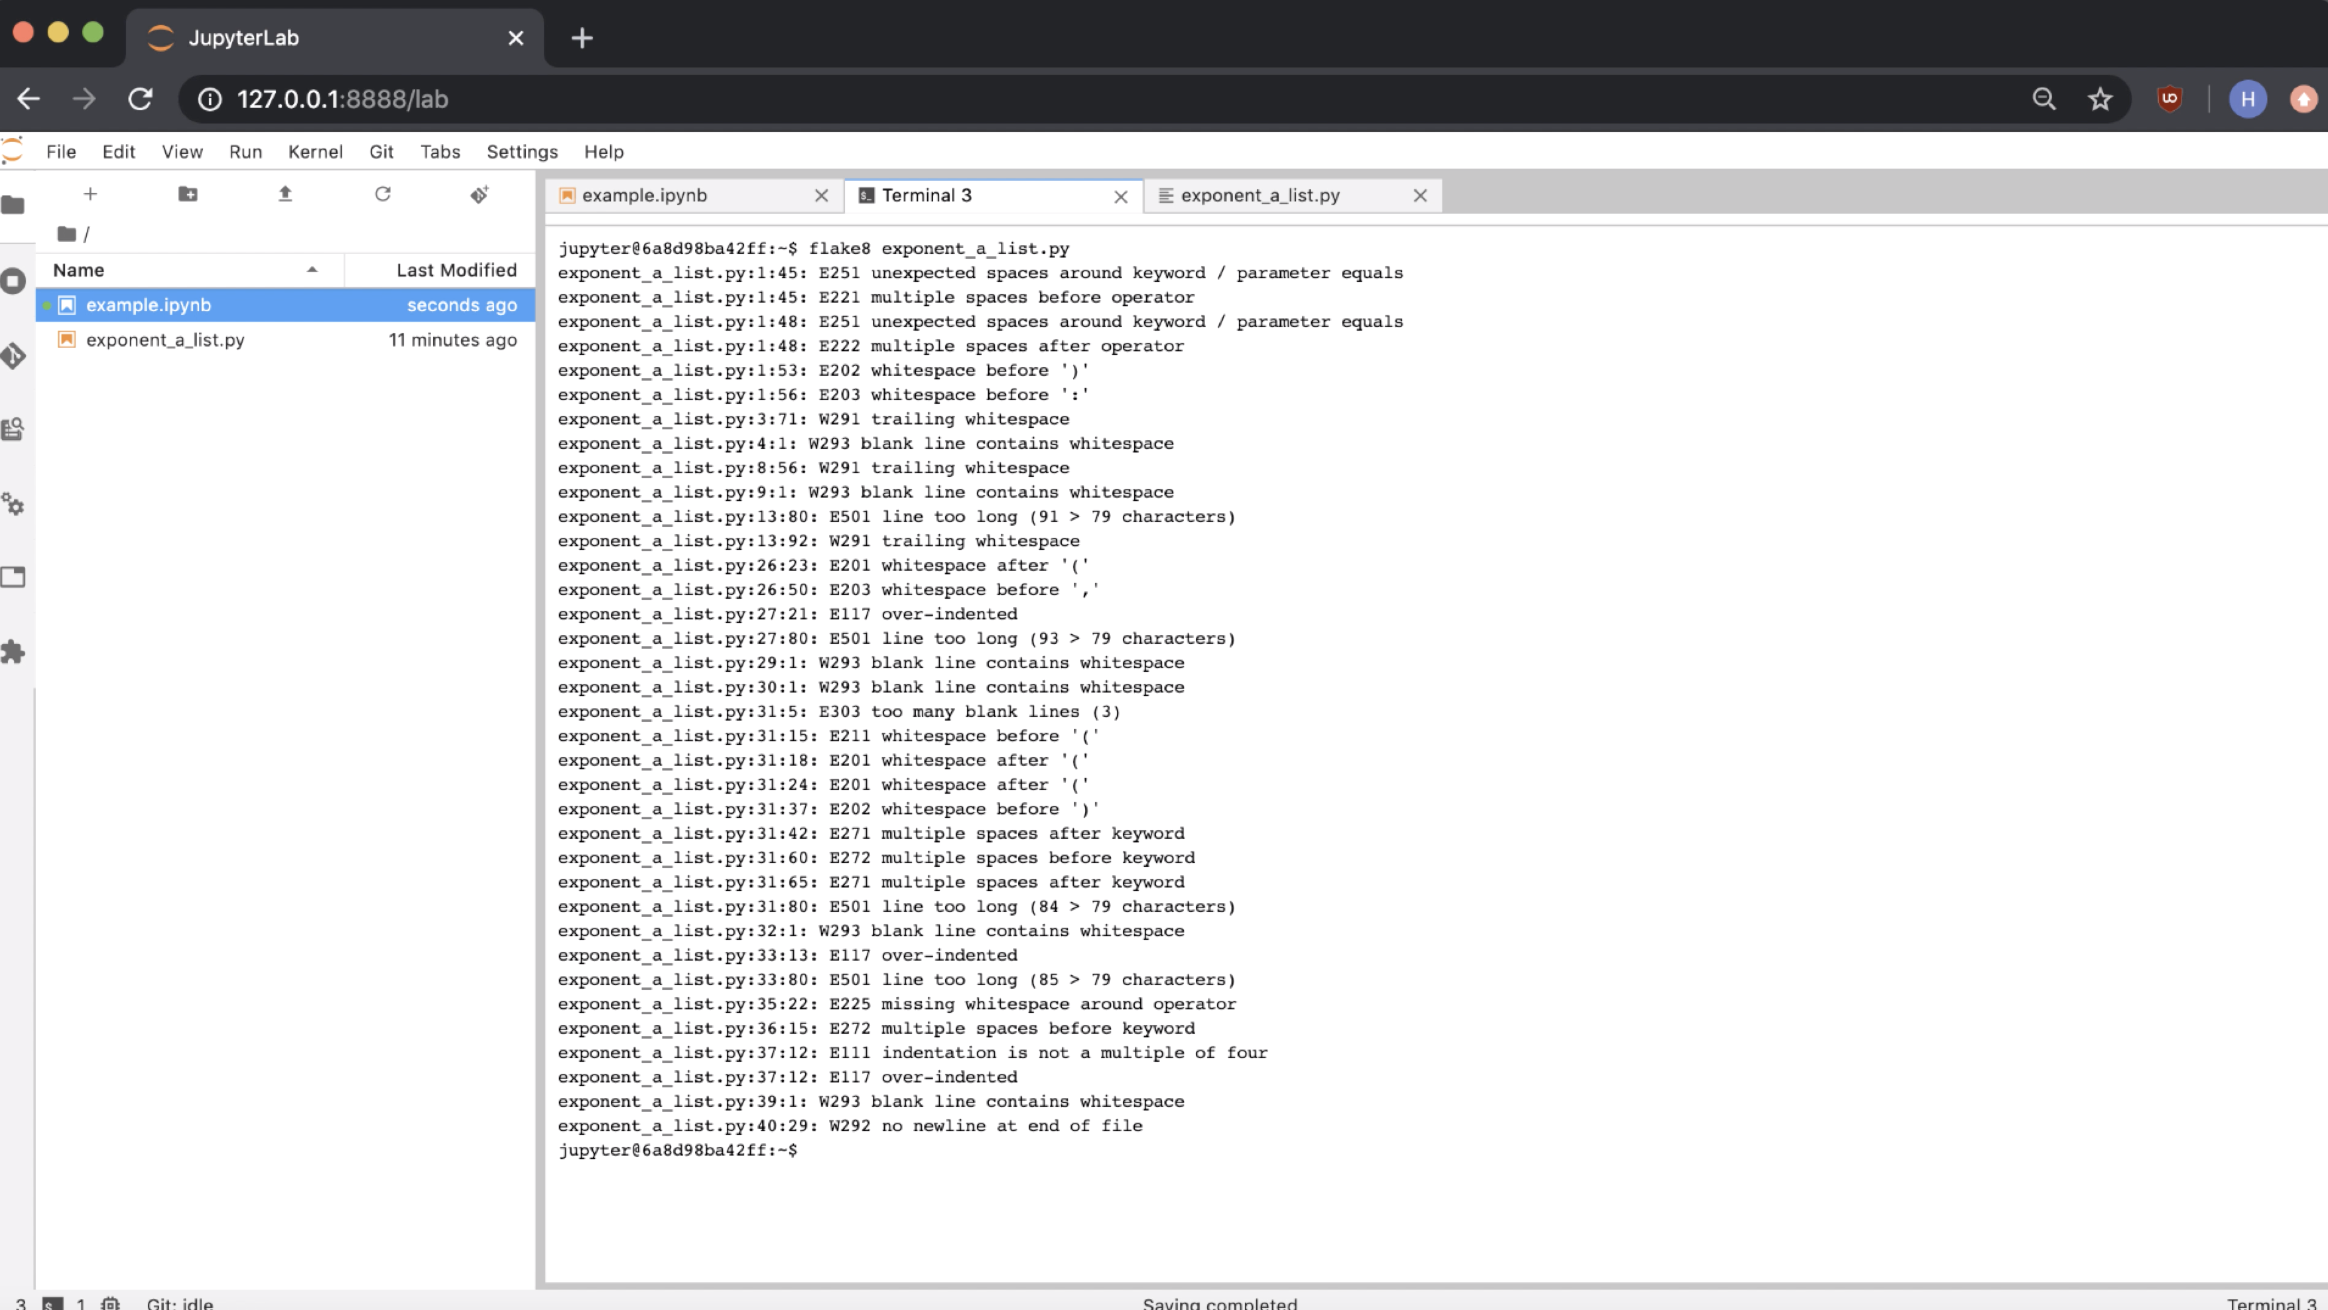 JupyterLab
127.0.0.1:8888/lab
H
File Edit View Run Kernel Git Tabs Settings Help
example.ipynb Terminal 3 exponent_a_list.py
/
Name Last Modified
example.ipynb seconds ago
exponent_a_list.py 11 minutes ago
jupyter@6a8d98ba42ff:~$ flake8 exponent_a_list.py
exponent_a_list.py:1:45: E251 unexpected spaces around keyword / parameter equals
exponent_a_list.py:1:45: E221 multiple spaces before operator
exponent_a_list.py:1:48: E251 unexpected spaces around keyword / parameter equals
exponent_a_list.py:1:48: E222 multiple spaces after operator
exponent_a_list.py:1:53: E202 whitespace before ')'
exponent_a_list.py:1:56: E203 whitespace before ':'
exponent_a_list.py:3:71: W291 trailing whitespace
exponent_a_list.py:4:1: W293 blank line contains whitespace
exponent_a_list.py:8:56: W291 trailing whitespace
exponent_a_list.py:9:1: W293 blank line contains whitespace
exponent_a_list.py:13:80: E501 line too long (91 > 79 characters)
exponent_a_list.py:13:92: W291 trailing whitespace
exponent_a_list.py:26:23: E201 whitespace after '('
exponent_a_list.py:26:50: E203 whitespace before ','
exponent_a_list.py:27:21: E117 over-indented
exponent_a_list.py:27:80: E501 line too long (93 > 79 characters)
exponent_a_list.py:29:1: W293 blank line contains whitespace
exponent_a_list.py:30:1: W293 blank line contains whitespace
exponent_a_list.py:31:5: E303 too many blank lines (3)
exponent_a_list.py:31:15: E211 whitespace before '('
exponent_a_list.py:31:18: E201 whitespace after '('
exponent_a_list.py:31:24: E201 whitespace after '('
exponent_a_list.py:31:37: E202 whitespace before ')'
exponent_a_list.py:31:42: E271 multiple spaces after keyword
exponent_a_list.py:31:60: E272 multiple spaces before keyword
exponent_a_list.py:31:65: E271 multiple spaces after keyword
exponent_a_list.py:31:80: E501 line too long (84 > 79 characters)
exponent_a_list.py:32:1: W293 blank line contains whitespace
exponent_a_list.py:33:13: E117 over-indented
exponent_a_list.py:33:80: E501 line too long (85 > 79 characters)
exponent_a_list.py:35:22: E225 missing whitespace around operator
exponent_a_list.py:36:15: E272 multiple spaces before keyword
exponent_a_list.py:37:12: E111 indentation is not a multiple of four
exponent_a_list.py:37:12: E117 over-indented
exponent_a_list.py:39:1: W293 blank line contains whitespace
exponent_a_list.py:40:29: W292 no newline at end of file
jupyter@6a8d98ba42ff:~$
3 1 Git: idle Saving completed Terminal 3